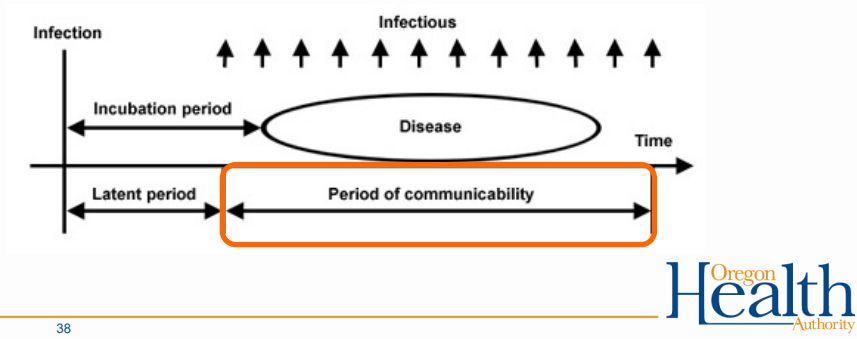 Infectious
Infection
Incubation period
Disease
Time
Latent period
Period of communicability
Oregon
Health
Authority
38